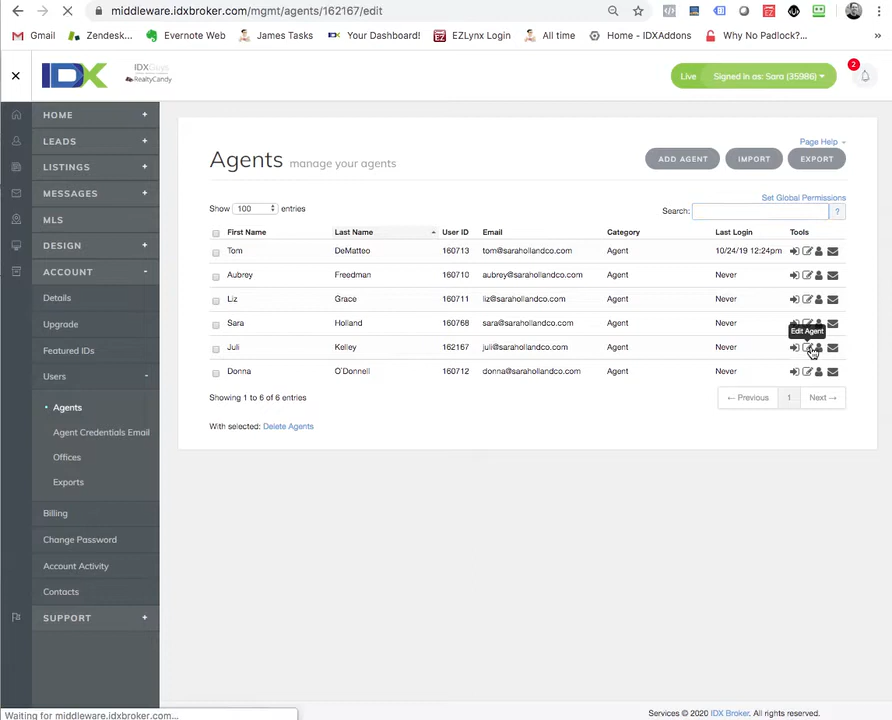 middleware.idxbroker.com/mgmt/agents/162167/edit
Gmail
Zendesk...
Evernote Web
James Tasks
Your Dashboard!
EZLynx Login
All time
Home - IDXAddons
Why No Padlock?...
»
IDX
IDXGuys
RealtyCandy
Live
Signed in as: Sara (35986)
2
HOME +
LEADS +
LISTINGS +
MESSAGES +
MLS
DESIGN +
ACCOUNT -
Details
Upgrade
Featured IDs
Users -
Agents
Agent Credentials Email
Offices
Exports
Billing
Change Password
Account Activity
Contacts
SUPPORT +
Page Help
Agents manage your agents
ADD AGENT IMPORT EXPORT
Set Global Permissions
Show 100 entries
Search: ?
First Name Last Name User ID Email Category Last Login Tools
Tom DeMatteo 160713 tom@sarahollandco.com Agent 10/24/19 12:24pm
Aubrey Freedman 160710 aubrey@sarahollandco.com Agent Never
Liz Grace 160711 liz@sarahollandco.com Agent Never
Sara Holland 160768 sara@sarahollandco.com Agent Never
Edit Agent
Juli Kelley 162167 juli@sarahollandco.com Agent Never
Donna O'Donnell 160712 donna@sarahollandco.com Agent Never
Showing 1 to 6 of 6 entries
← Previous 1 Next →
With selected: Delete Agents
Waiting for middleware.idxbroker.com...
Services © 2020 IDX Broker. All rights reserved.